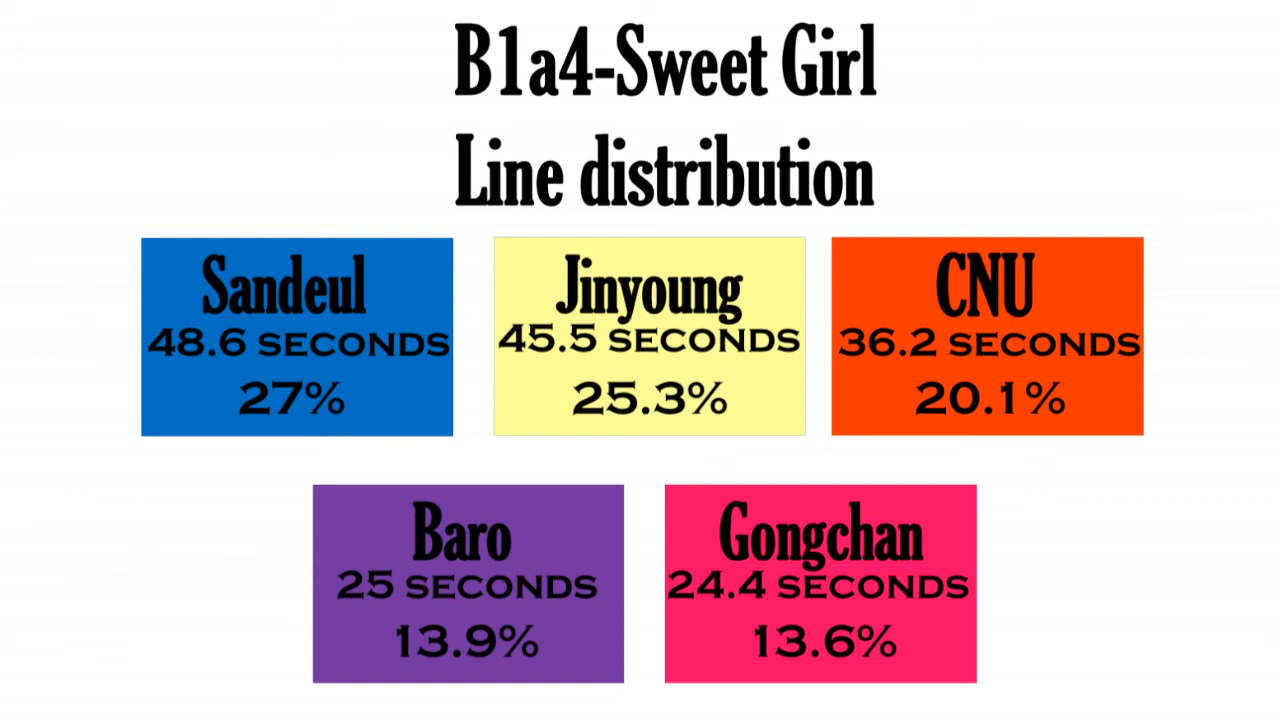 B1a4-Sweet Girl
Line distribution
Sandeul
48.6 SECONDS
27%
Jinyoung
45.5 SECONDS
25.3%
CNU
36.2 SECONDS
20.1%
Baro
25 SECONDS
13.9%
Gongchan
24.4 SECONDS
13.6%